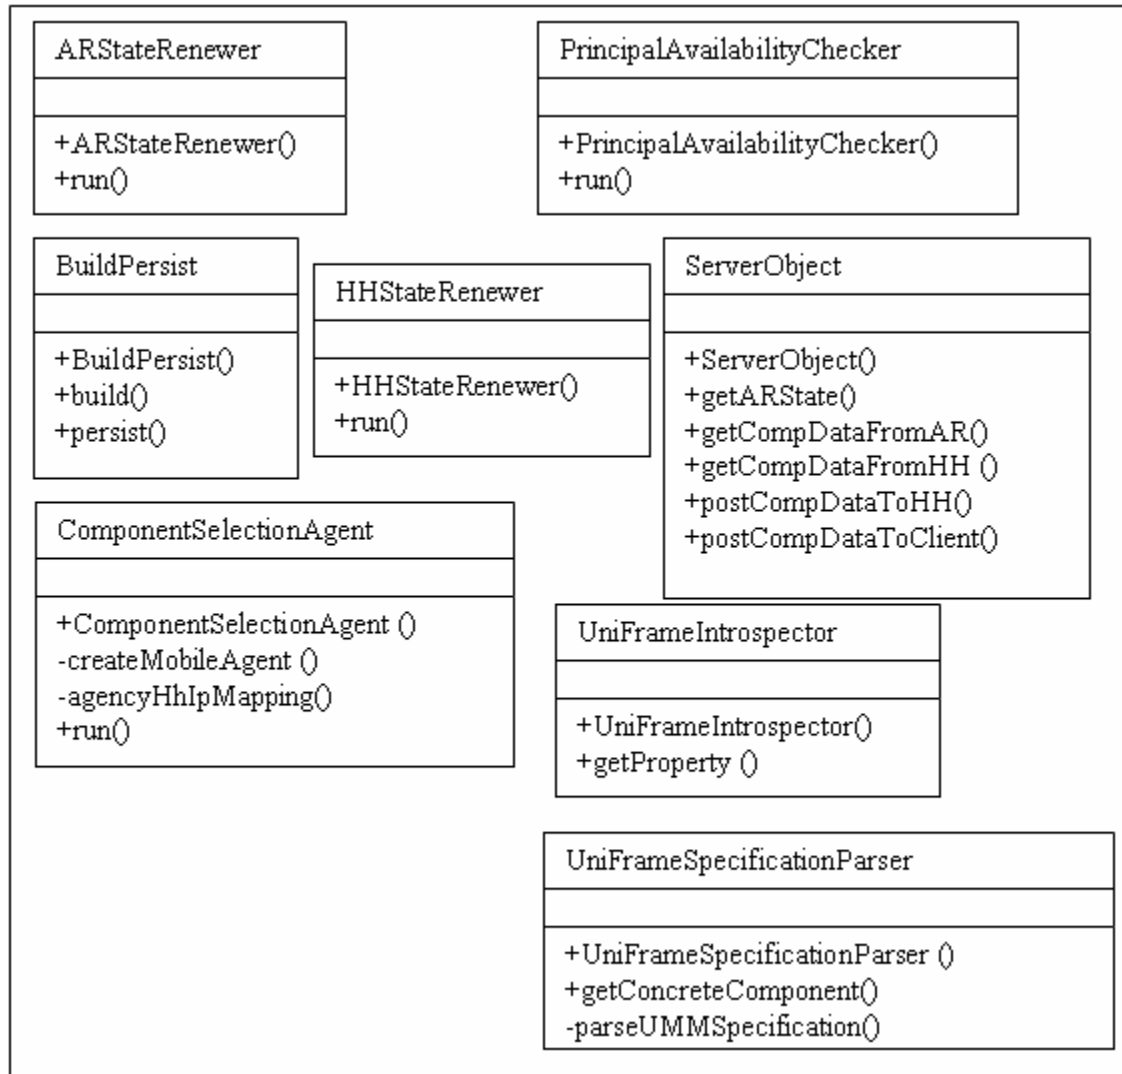 ARStateRenewer
+ARStateRenewer()
+run()
PrincipalAvailabilityChecker
+PrincipalAvailabilityChecker()
+run()
BuildPersist
+BuildPersist()
+build()
+persist()
HHStateRenewer
+HHStateRenewer()
+run()
ServerObject
+ServerObject()
+getARState()
+getCompDataFromAR()
+getCompDataFromHH ()
+postCompDataToHH()
+postCompDataToClient()
ComponentSelectionAgent
+ComponentSelectionAgent ()
-createMobileAgent ()
-agencyHhIpMapping()
+run()
UniFrameIntrospector
+UniFrameIntrospector()
+getProperty ()
UniFrameSpecificationParser
+UniFrameSpecificationParser ()
+getConcreteComponent()
-parseUMMSpecification()